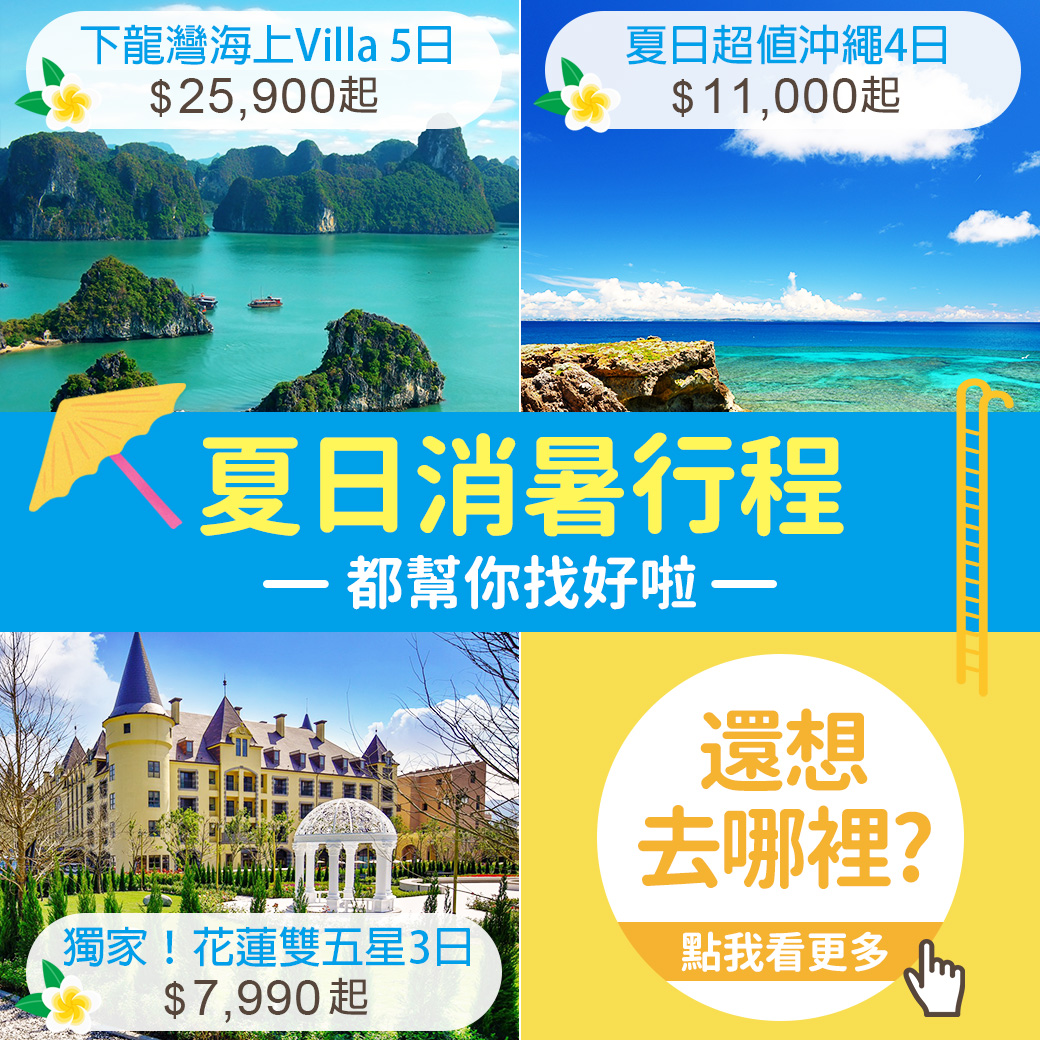 下龍灣海上Villa 5日
$25,900起
夏日超值沖繩4日
$11,000起
夏日消暑行程
— 都幫你找好啦 —
獨家！花蓮雙五星3日
$7,990起
還想
去哪裡?
點我看更多